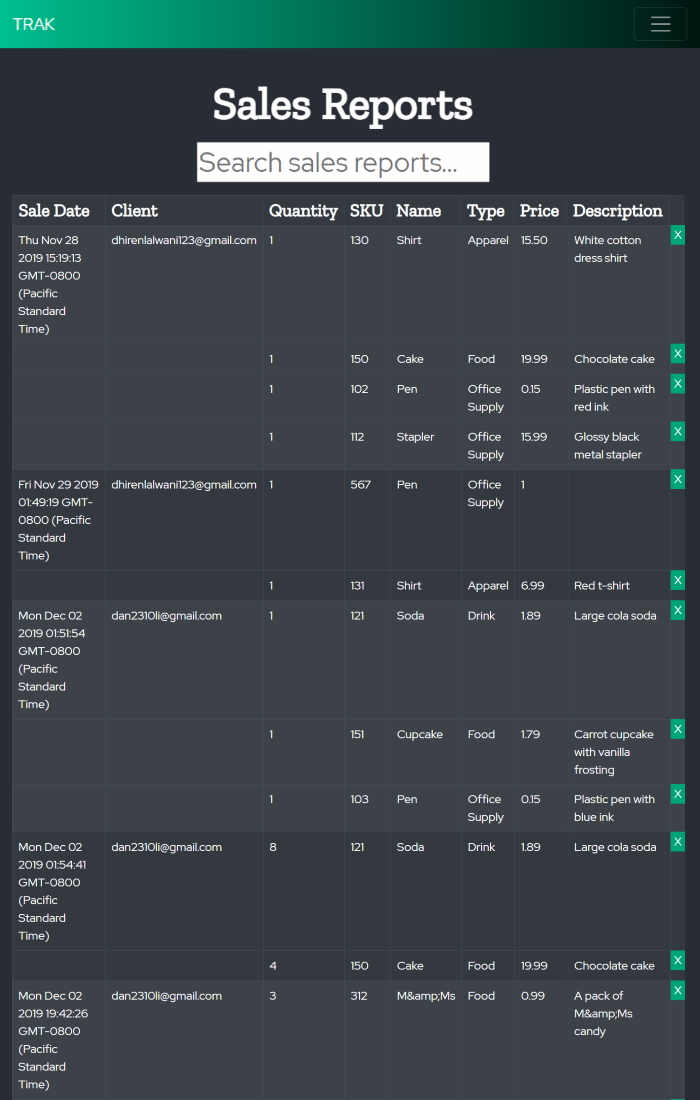 TRAK
Sales Reports
Search sales reports...
Sale Date Client Quantity SKU Name Type Price Description
Thu Nov 28 dhirenlalwani123@gmail.com 1 130 Shirt Apparel 15.50 White cotton X
2019 15:19:13 dress shirt
GMT-0800
(Pacific
Standard
Time)
1 150 Cake Food 19.99 Chocolate cake X
1 102 Pen Office 0.15 Plastic pen with X
Supply red ink
1 112 Stapler Office 15.99 Glossy black X
Supply metal stapler
Fri Nov 29 2019 dhirenlalwani123@gmail.com 1 567 Pen Office 1 X
01:49:19 GMT- Supply
0800 (Pacific
Standard
Time)
1 131 Shirt Apparel 6.99 Red t-shirt X
Mon Dec 02 dan2310li@gmail.com 1 121 Soda Drink 1.89 Large cola soda X
2019 01:51:54
GMT-0800
(Pacific
Standard
Time)
1 151 Cupcake Food 1.79 Carrot cupcake X
with vanilla
frosting
1 103 Pen Office 0.15 Plastic pen with X
Supply blue ink
Mon Dec 02 dan2310li@gmail.com 8 121 Soda Drink 1.89 Large cola soda X
2019 01:54:41
GMT-0800
(Pacific
Standard
Time)
4 150 Cake Food 19.99 Chocolate cake X
Mon Dec 02 dan2310li@gmail.com 3 312 M&amp;Ms Food 0.99 A pack of X
2019 19:42:26 M&amp;Ms
GMT-0800 candy
(Pacific
Standard
Time)